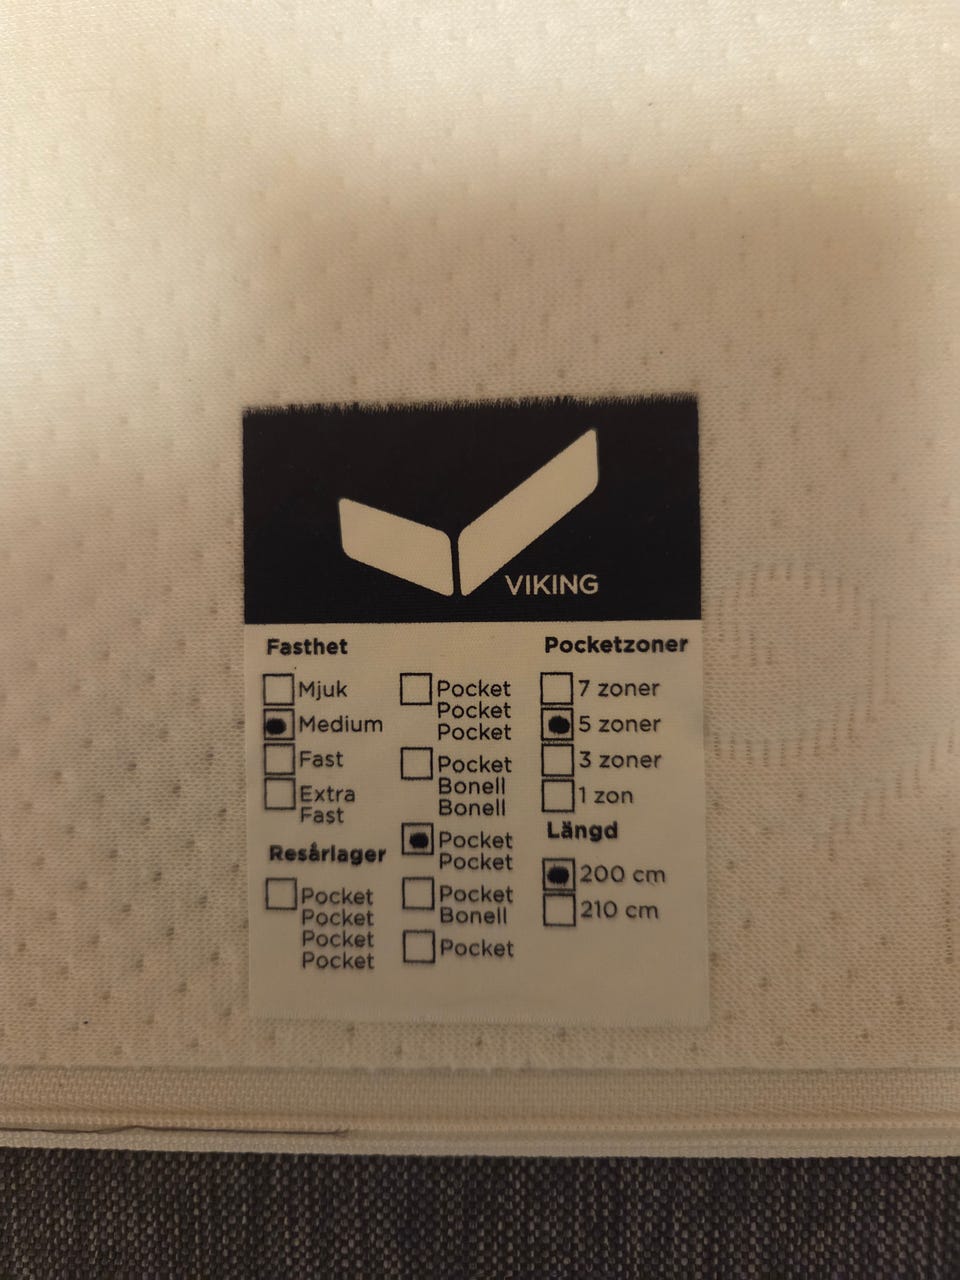 VIKING
Fasthet
Mjuk
Medium
Fast
Extra
Fast
Resårlager
Pocket
Pocket
Pocket
Pocket
Pocket
Pocket
Pocket
Pocket
Bonell
Bonell
Pocket
Pocket
Pocket
Bonell
Pocket
Pocketzoner
7 zoner
5 zoner
3 zoner
1 zon
Längd
200 cm
210 cm